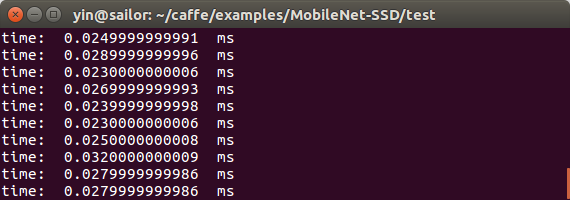 yin@sailor: ~/caffe/examples/MobileNet-SSD/test
time:  0.0249999999991  ms
time:  0.0289999999996  ms
time:  0.0230000000006  ms
time:  0.0269999999993  ms
time:  0.0239999999998  ms
time:  0.0230000000006  ms
time:  0.0250000000008  ms
time:  0.0320000000009  ms
time:  0.0279999999986  ms
time:  0.0279999999986  ms